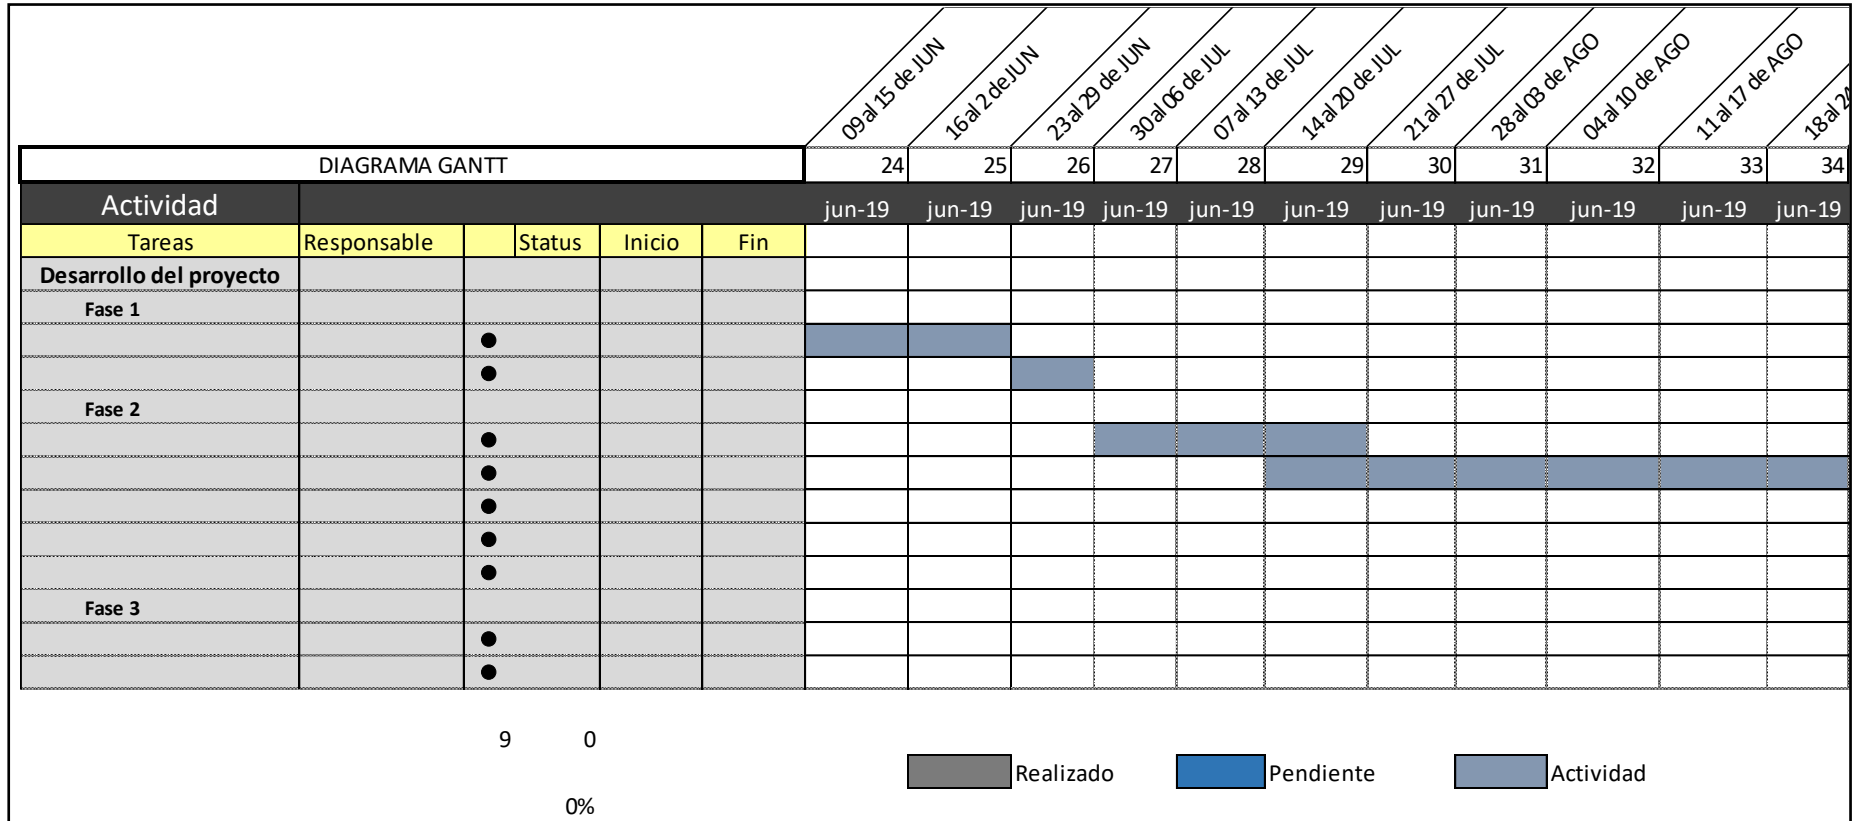 09 al 15 de JUN
16 al 2 de JUN
23 al 29 de JUN
30 al 06 de JUL
07 al 13 de JUL
14 al 20 de JUL
21 al 27 de JUL
28 al 03 de AGO
04 al 10 de AGO
11 al 17 de AGO
18 al
DIAGRAMA GANTT 24 25 26 27 28 29 30 31 32 33 34
Actividad jun-19 jun-19 jun-19 jun-19 jun-19 jun-19 jun-19 jun-19 jun-19 jun-19 jun-19
Tareas Responsable Status Inicio Fin
Desarrollo del proyecto
Fase 1
●
●
Fase 2
●
●
●
●
●
Fase 3
●
●
9 0
Realizado Pendiente Actividad
0%